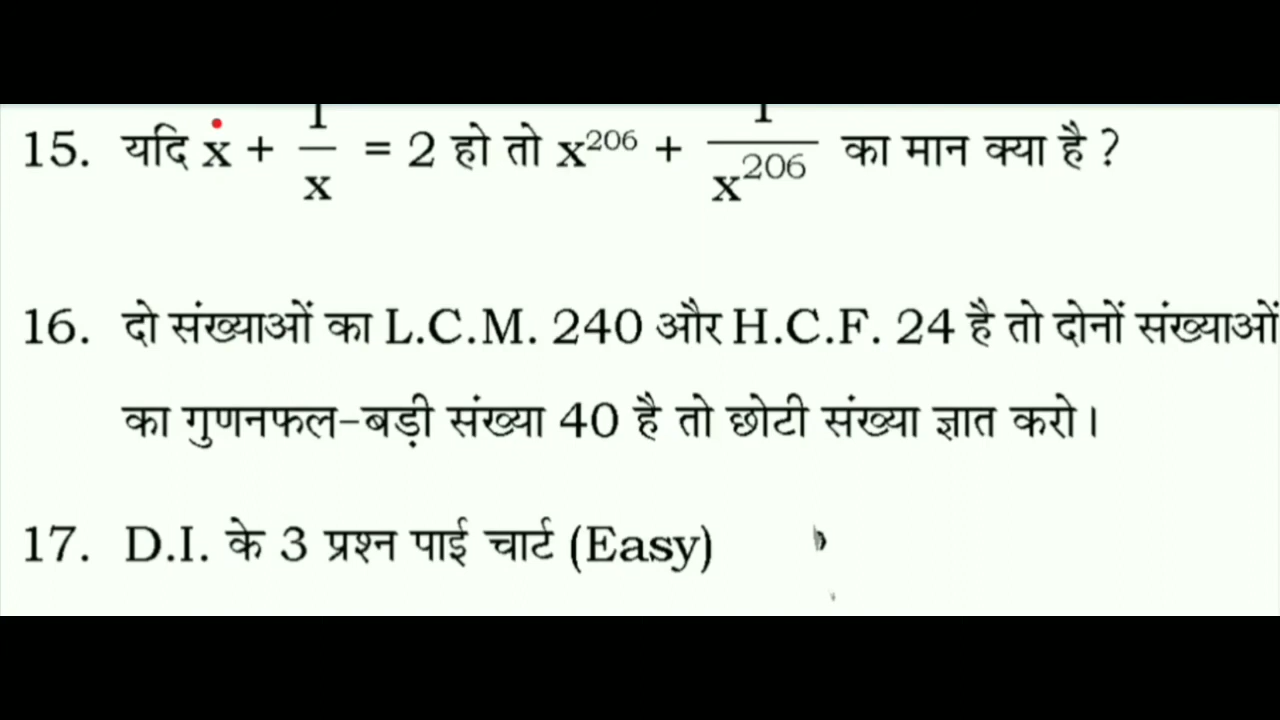 15. यदि x + 1/x = 2 हो तो x²⁰⁶ + 1/x²⁰⁶ का मान क्या है ?
16. दो संख्याओं का L.C.M. 240 और H.C.F. 24 है तो दोनों संख्याओं
का गुणनफल-बड़ी संख्या 40 है तो छोटी संख्या ज्ञात करो।
17. D.I. के 3 प्रश्न पाई चार्ट (Easy)